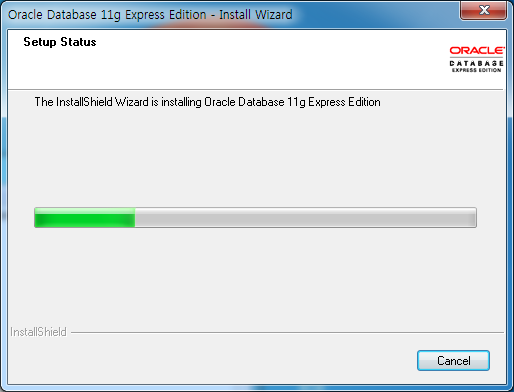 Oracle Database 11g Express Edition - Install Wizard
Setup Status
ORACLE
DATABASE
EXPRESS EDITION
The InstallShield Wizard is installing Oracle Database 11g Express Edition
InstallShield
Cancel